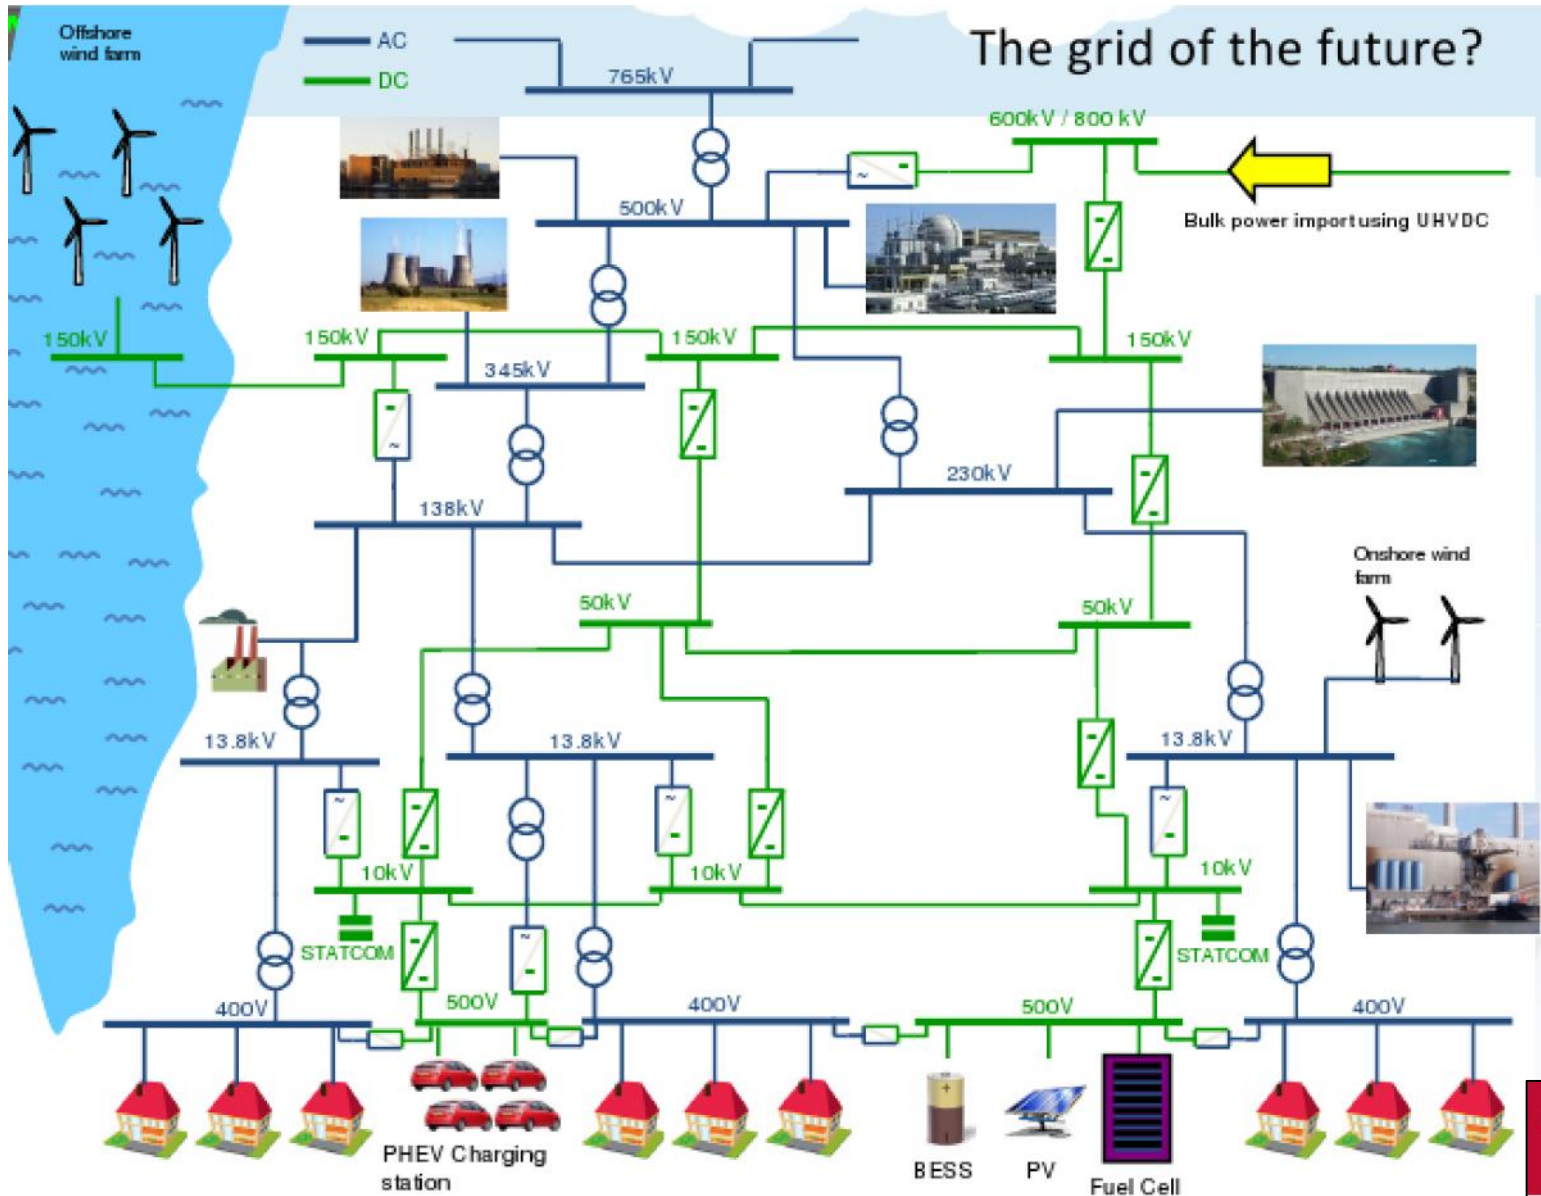 Offshore
wind farm
AC
DC
The grid of the future?
765kV
600kV / 800 kV
500kV
Bulk power import using UHVDC
150kV
150kV
150kV
150kV
345kV
230kV
138kV
Onshore wind
farm
50kV
50kV
13.8kV
13.8kV
13.8kV
~
~
~
10kV
10kV
10kV
STATCOM
STATCOM
400V
500V
400V
500V
400V
PHEV Charging
station
BESS
PV
Fuel Cell